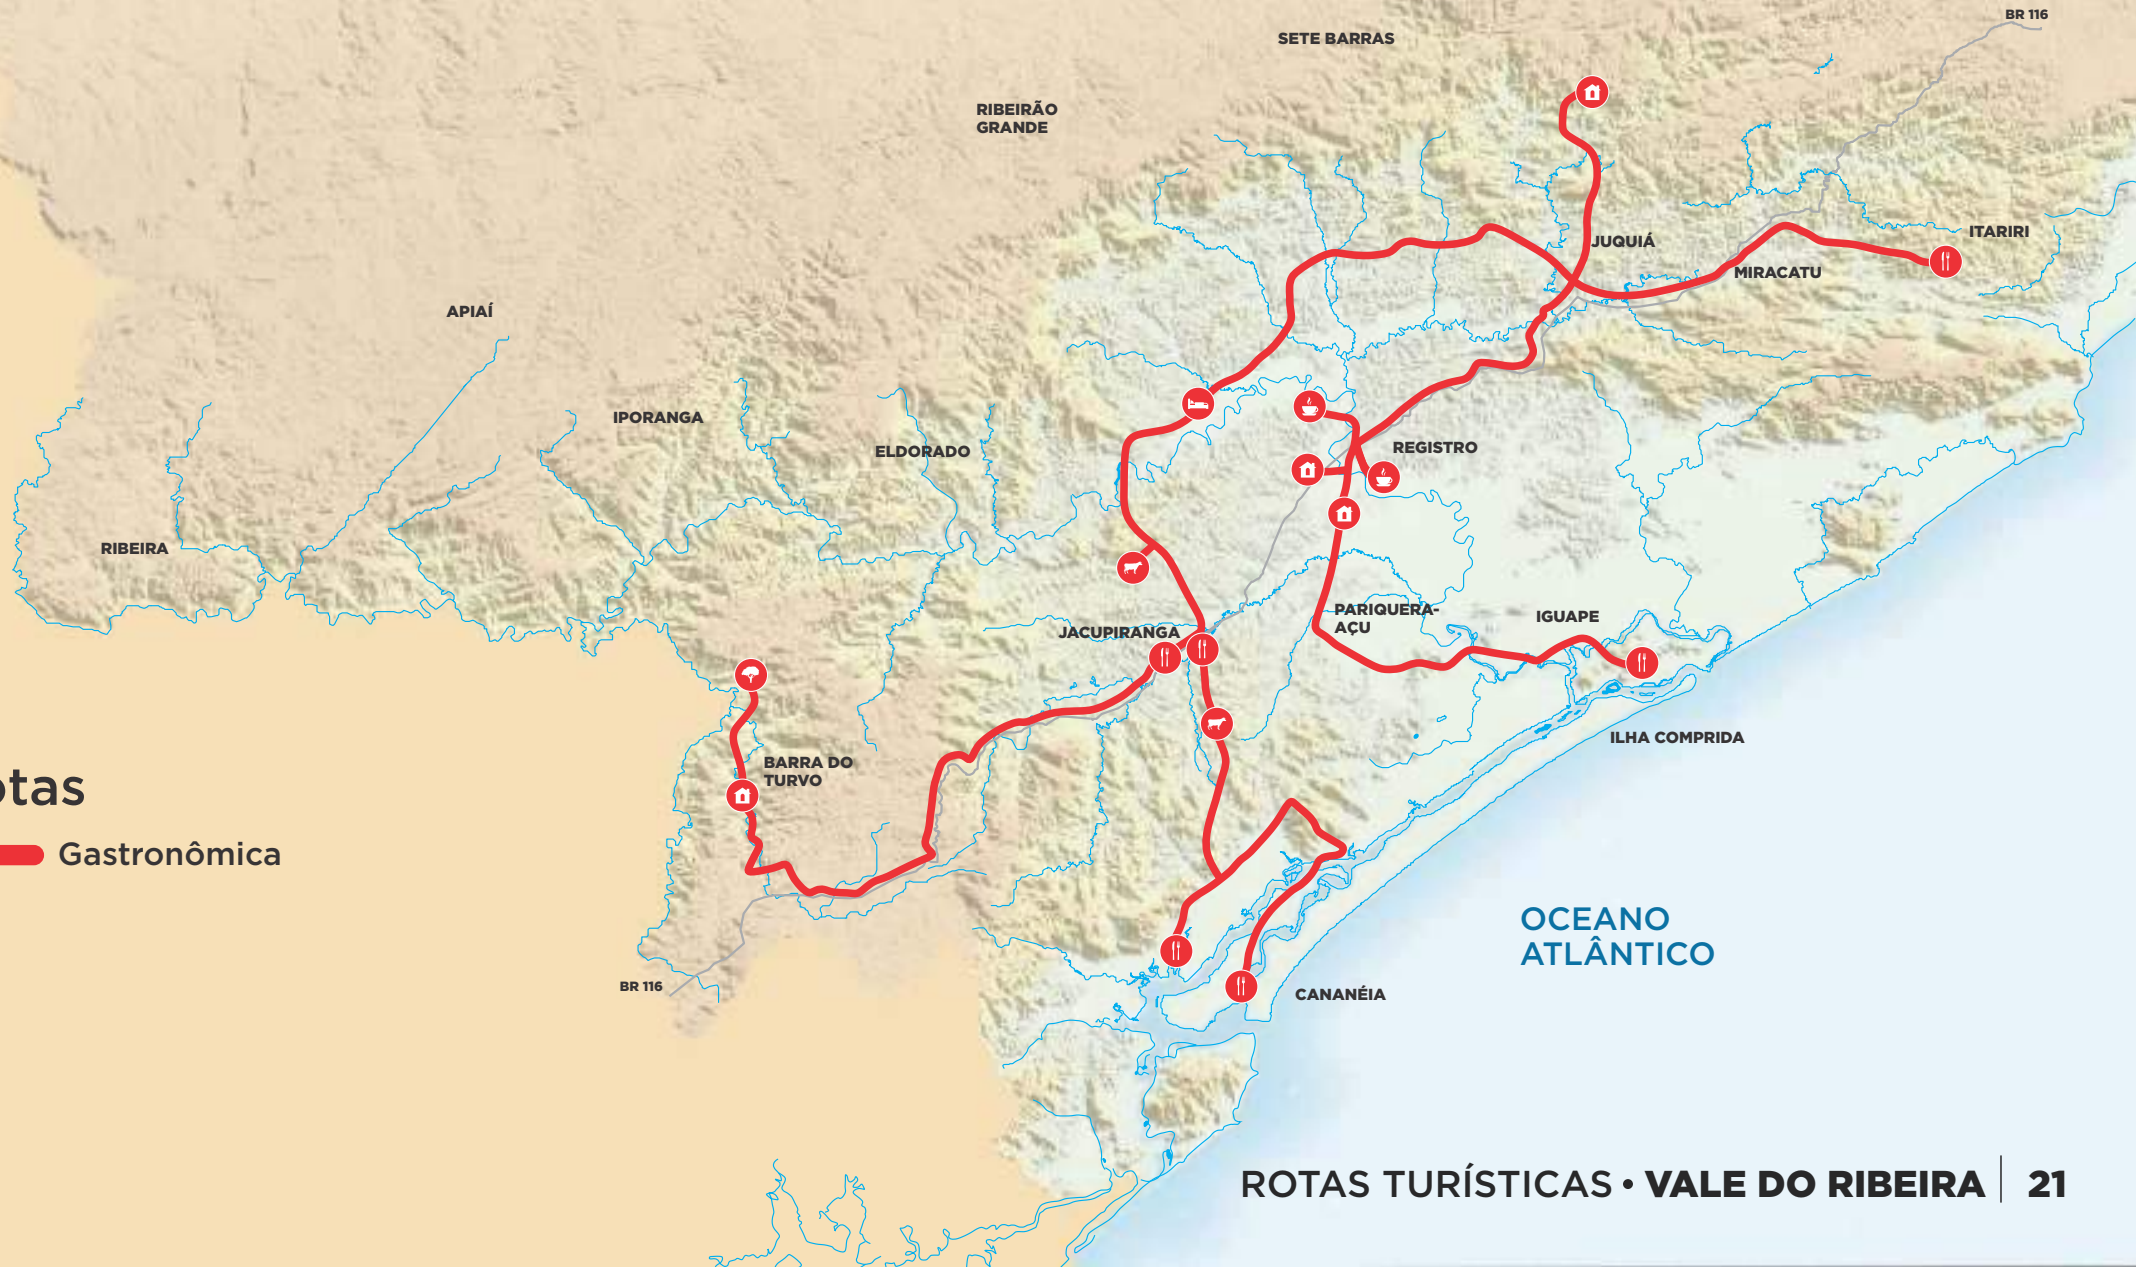 BR 116
SETE BARRAS
RIBEIRÃO
GRANDE
JUQUIÁ
ITARIRI
MIRACATU
APIAÍ
IPORANGA
ELDORADO
REGISTRO
RIBEIRA
PARIQUERA-
AÇU
IGUAPE
JACUPIRANGA
ILHA COMPRIDA
BARRA DO
TURVO
otas
Gastronômica
OCEANO
ATLÂNTICO
BR 116
CANANÉIA
ROTAS TURÍSTICAS • VALE DO RIBEIRA | 21